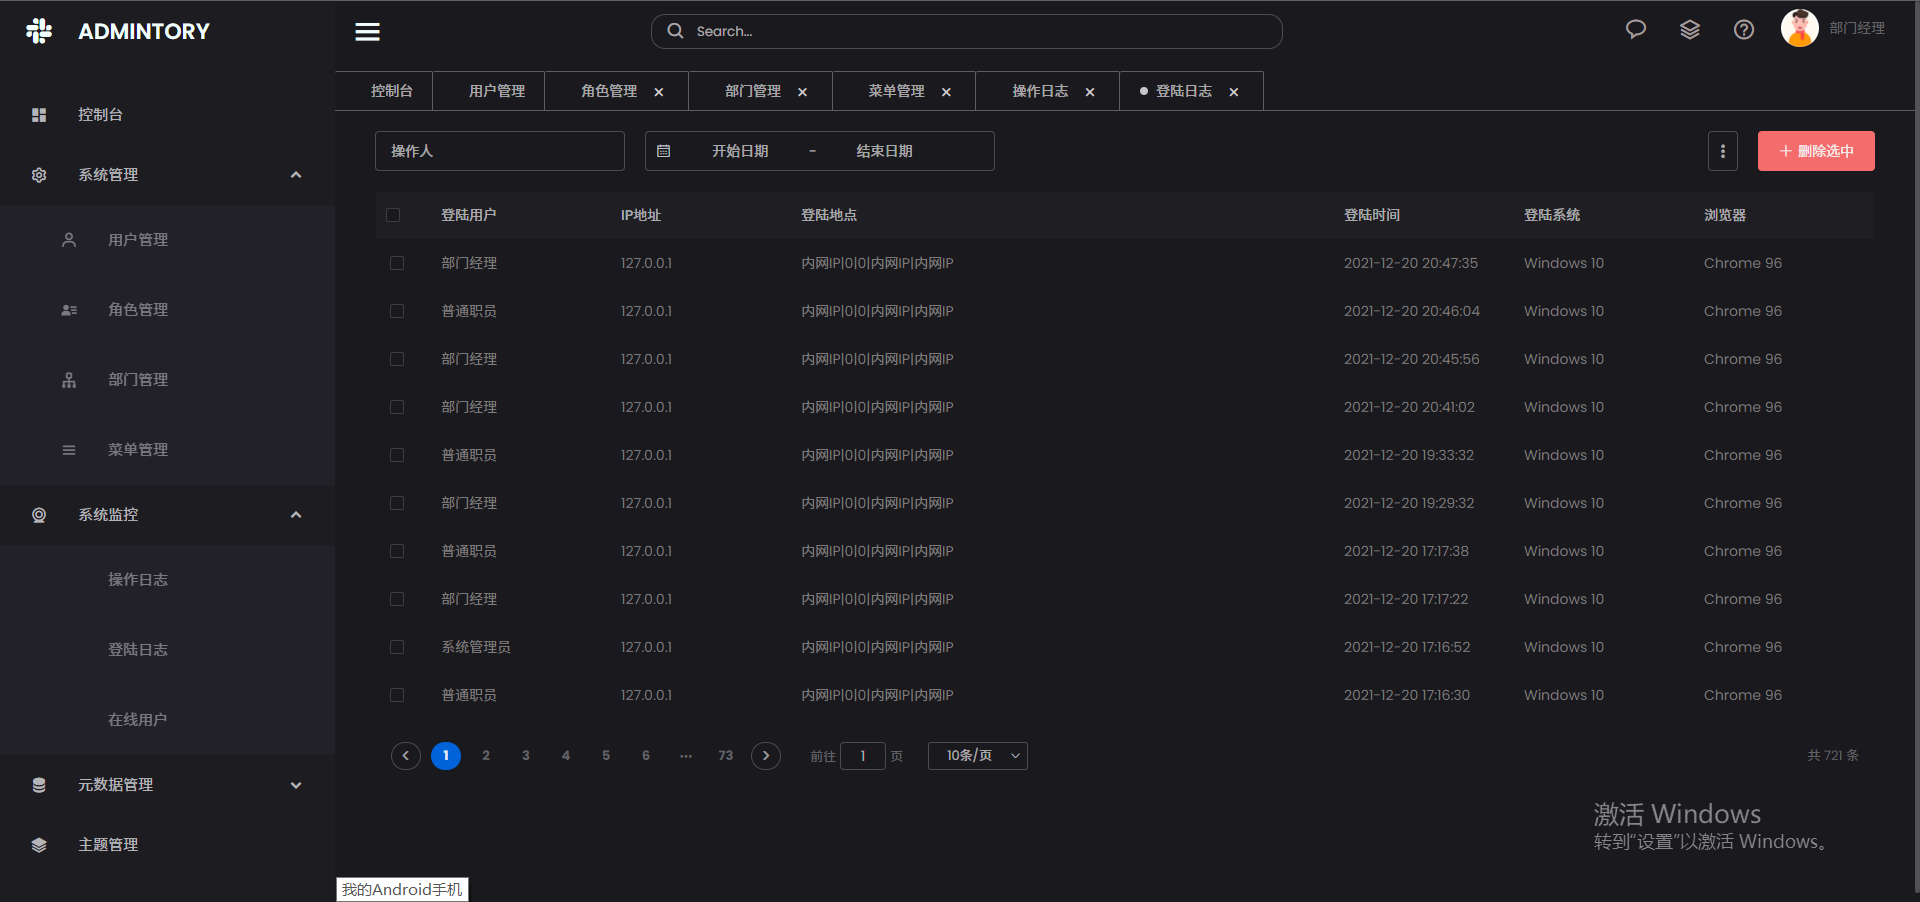 ADMINTORY
Search...
部门经理
控制台
系统管理
用户管理
角色管理
部门管理
菜单管理
系统监控
操作日志
登陆日志
在线用户
元数据管理
主题管理
控制台 用户管理 角色管理 部门管理 菜单管理 操作日志 登陆日志
操作人 开始日期 - 结束日期 删除选中
登陆用户 IP地址 登陆地点 登陆时间 登陆系统 浏览器
部门经理 127.0.0.1 内网IP|0|0|内网IP|内网IP 2021-12-20 20:47:35 Windows 10 Chrome 96
普通职员 127.0.0.1 内网IP|0|0|内网IP|内网IP 2021-12-20 20:46:04 Windows 10 Chrome 96
部门经理 127.0.0.1 内网IP|0|0|内网IP|内网IP 2021-12-20 20:45:56 Windows 10 Chrome 96
部门经理 127.0.0.1 内网IP|0|0|内网IP|内网IP 2021-12-20 20:41:02 Windows 10 Chrome 96
普通职员 127.0.0.1 内网IP|0|0|内网IP|内网IP 2021-12-20 19:33:32 Windows 10 Chrome 96
部门经理 127.0.0.1 内网IP|0|0|内网IP|内网IP 2021-12-20 19:29:32 Windows 10 Chrome 96
普通职员 127.0.0.1 内网IP|0|0|内网IP|内网IP 2021-12-20 17:17:38 Windows 10 Chrome 96
部门经理 127.0.0.1 内网IP|0|0|内网IP|内网IP 2021-12-20 17:17:22 Windows 10 Chrome 96
系统管理员 127.0.0.1 内网IP|0|0|内网IP|内网IP 2021-12-20 17:16:52 Windows 10 Chrome 96
普通职员 127.0.0.1 内网IP|0|0|内网IP|内网IP 2021-12-20 17:16:30 Windows 10 Chrome 96
1 2 3 4 5 6 ... 73 前往 1 页 10条/页 共 721 条
激活 Windows
转到“设置”以激活 Windows。
我的Android手机